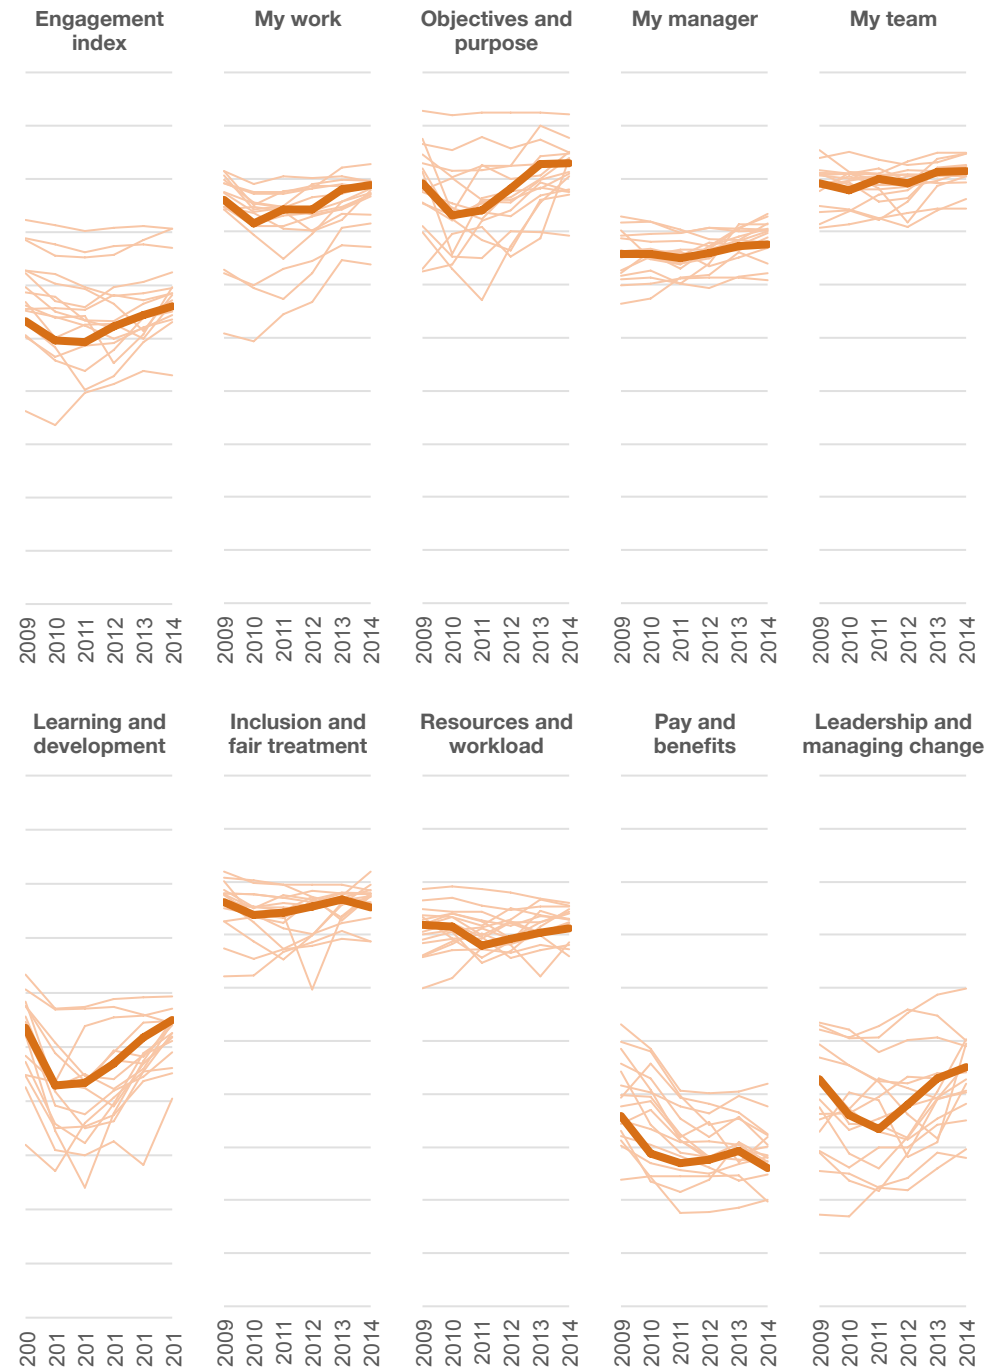 Engagement
index
My work
Objectives and
purpose
My manager
My team
2009 2010 2011 2012 2013 2014
2009 2010 2011 2012 2013 2014
2009 2010 2011 2012 2013 2014
2009 2010 2011 2012 2013 2014
2009 2010 2011 2012 2013 2014
Learning and
development
Inclusion and
fair treatment
Resources and
workload
Pay and
benefits
Leadership and
managing change
200 201 201 201 201 201
2009 2010 2011 2012 2013 2014
2009 2010 2011 2012 2013 2014
2009 2010 2011 2012 2013 2014
2009 2010 2011 2012 2013 2014